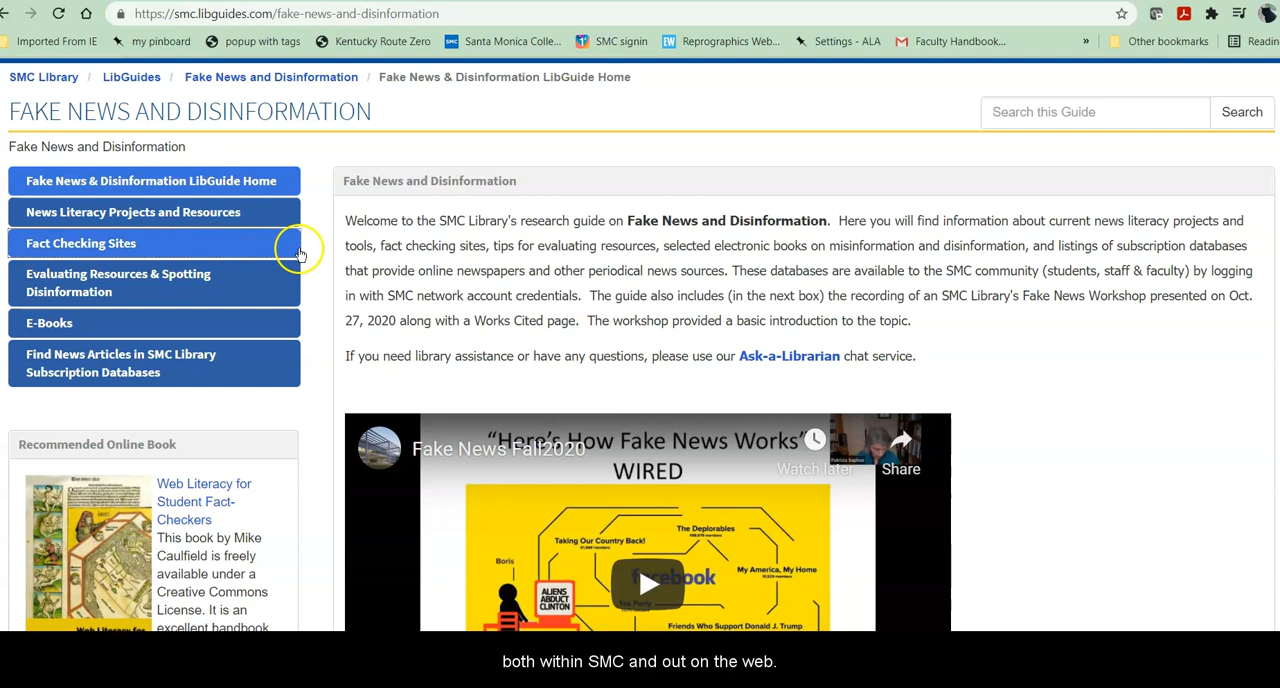 https://smc.libguides.com/fake-news-and-disinformation
Imported From IE my pinboard popup with tags Kentucky Route Zero SMC Santa Monica Colle... SMC signin EW Reprographics Web... Settings - ALA Faculty Handbook... » Other bookmarks Readin
SMC Library / LibGuides / Fake News and Disinformation / Fake News & Disinformation LibGuide Home
FAKE NEWS AND DISINFORMATION
Search this Guide Search
Fake News and Disinformation
Fake News & Disinformation LibGuide Home
News Literacy Projects and Resources
Fact Checking Sites
Evaluating Resources & Spotting
Disinformation
E-Books
Find News Articles in SMC Library
Subscription Databases
Recommended Online Book
Web Literacy for
Student Fact-
Checkers
This book by Mike
Caulfield is freely
available under a
Creative Commons
License. It is an
excellent handbook
Web Literacy for
Fake News and Disinformation
Welcome to the SMC Library's research guide on Fake News and Disinformation. Here you will find information about current news literacy projects and
tools, fact checking sites, tips for evaluating resources, selected electronic books on misinformation and disinformation, and listings of subscription databases
that provide online newspapers and other periodical news sources. These databases are available to the SMC community (students, staff & faculty) by logging
in with SMC network account credentials. The guide also includes (in the next box) the recording of an SMC Library's Fake News Workshop presented on Oct.
27, 2020 along with a Works Cited page. The workshop provided a basic introduction to the topic.
If you need library assistance or have any questions, please use our Ask-a-Librarian chat service.
"Here's How Fake News Works"
WIRED
Fake News Fall2020
Watch later
Share
The Deplorables
Taking Our Country Back!
Boris
facebook
My America, My Home
ALIENS
ABDUCT
CLINTON
Tea Party
Friends Who Support Donald J. Trump
both within SMC and out on the web.